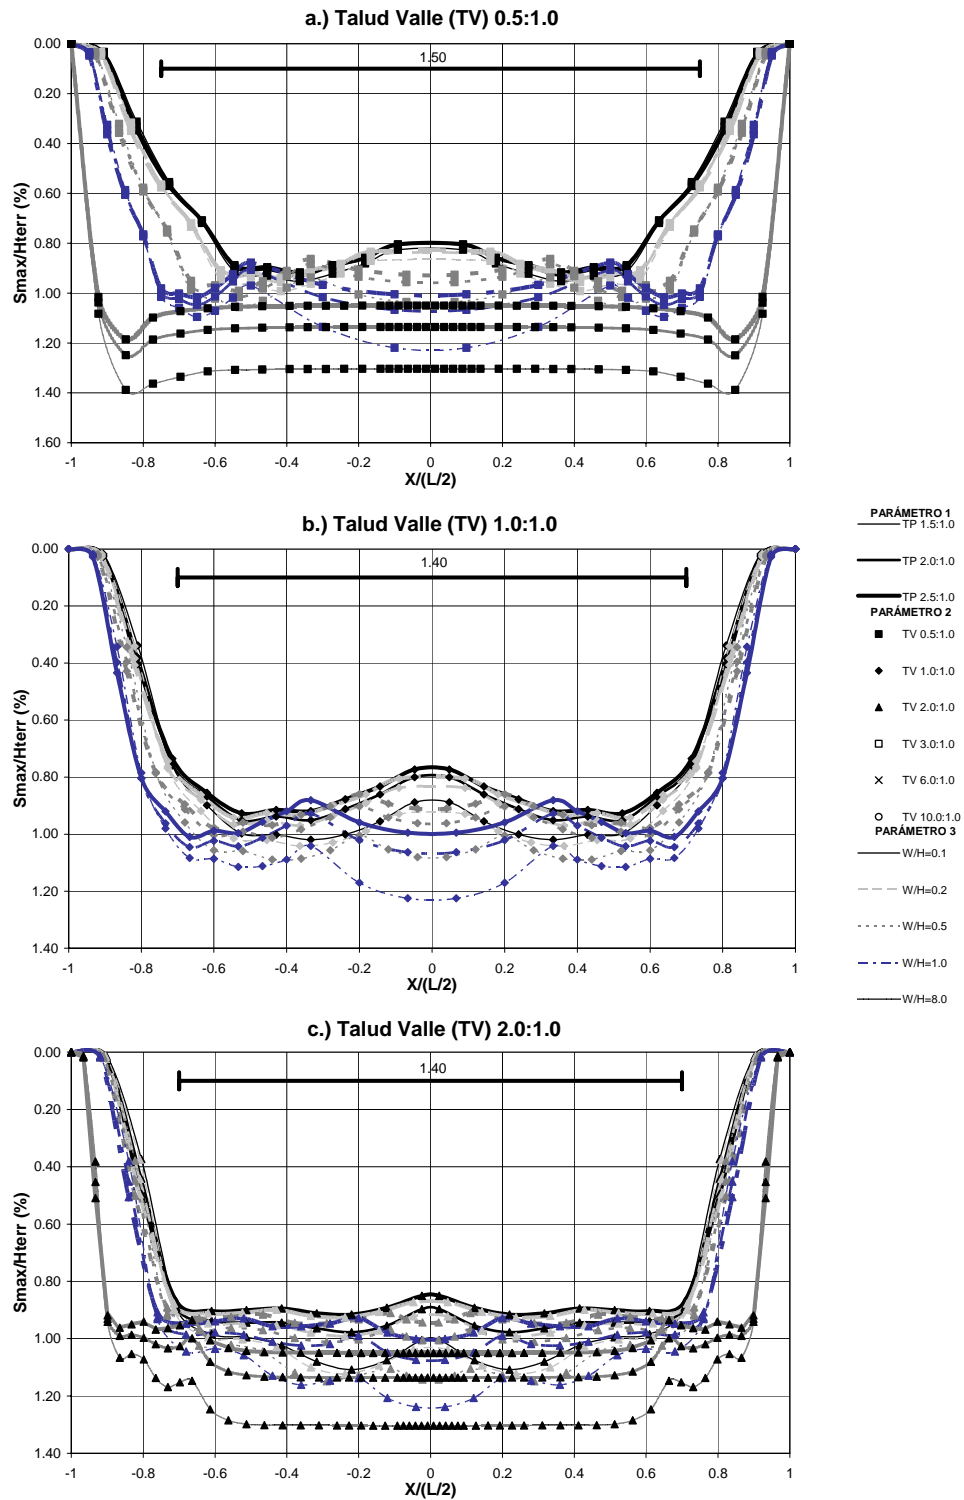 a.) Talud Valle (TV) 0.5:1.0
0.00
0.20
0.40
0.60
0.80
1.00
1.20
1.40
1.60
Smax/Hterr (%)
1.50
-1 -0.8 -0.6 -0.4 -0.2 0 0.2 0.4 0.6 0.8 1
X/(L/2)
b.) Talud Valle (TV) 1.0:1.0
0.00
0.20
0.40
0.60
0.80
1.00
1.20
1.40
Smax/Hterr (%)
1.40
-1 -0.8 -0.6 -0.4 -0.2 0 0.2 0.4 0.6 0.8 1
X/(L/2)
PARÁMETRO 1
TP 1.5:1.0
TP 2.0:1.0
TP 2.5:1.0
PARÁMETRO 2
TV 0.5:1.0
TV 1.0:1.0
TV 2.0:1.0
TV 3.0:1.0
TV 6.0:1.0
TV 10.0:1.0
PARÁMETRO 3
W/H=0.1
W/H=0.2
W/H=0.5
W/H=1.0
W/H=8.0
c.) Talud Valle (TV) 2.0:1.0
0.00
0.20
0.40
0.60
0.80
1.00
1.20
1.40
Smax/Hterr (%)
1.40
-1 -0.8 -0.6 -0.4 -0.2 0 0.2 0.4 0.6 0.8 1
X/(L/2)